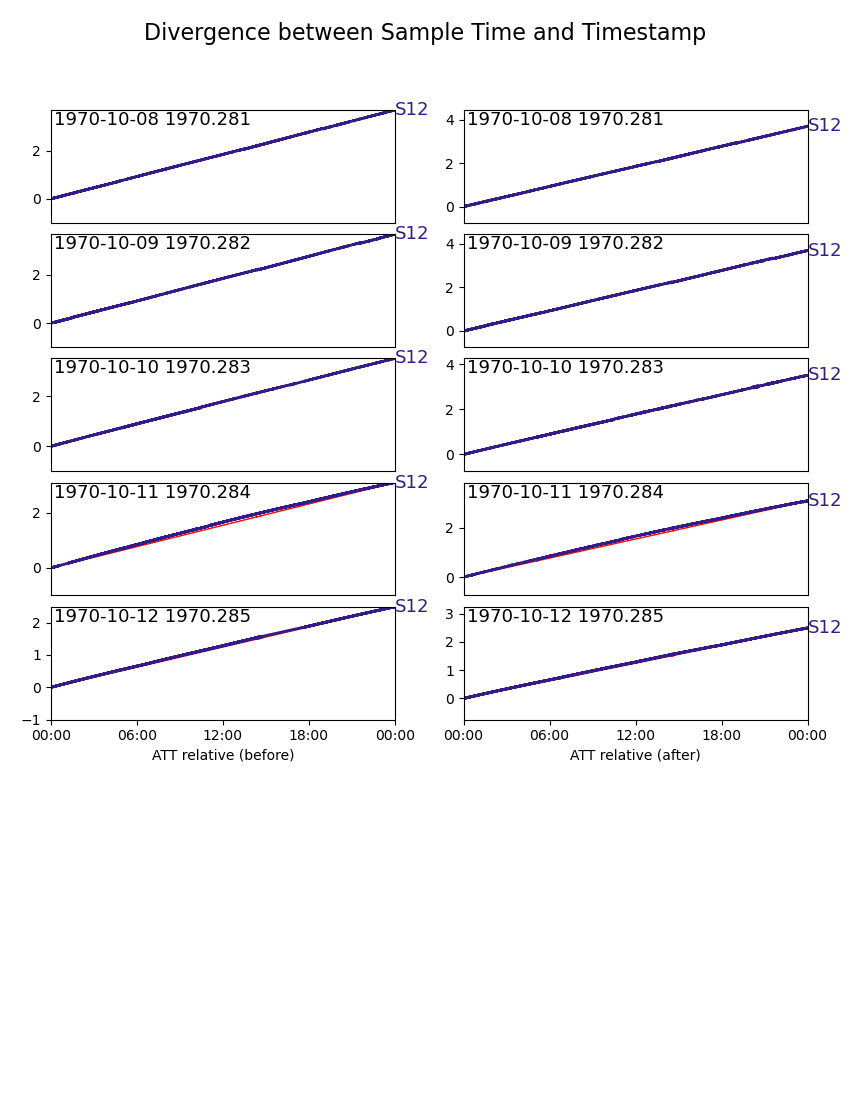 Divergence between Sample Time and Timestamp
1970-10-08 1970.281
S12
2
0
1970-10-08 1970.281
S12
4
2
0
1970-10-09 1970.282
S12
2
0
1970-10-09 1970.282
S12
4
2
0
1970-10-10 1970.283
S12
2
0
1970-10-10 1970.283
S12
4
2
0
1970-10-11 1970.284
S12
2
0
1970-10-11 1970.284
S12
2
0
1970-10-12 1970.285
S12
2
1
0
−1
00:00 06:00 12:00 18:00 00:00
ATT relative (before)
1970-10-12 1970.285
S12
3
2
1
0
00:00 06:00 12:00 18:00 00:00
ATT relative (after)